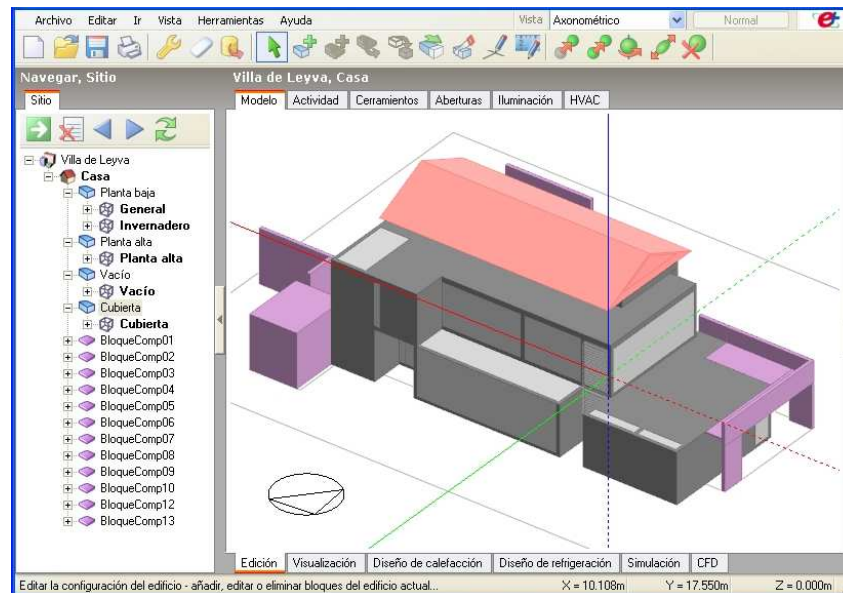 Archivo Editar Ir Vista Herramientas Ayuda Vista Axonométrico Normal
Navegar, Sitio
Villa de Leyva, Casa
Sitio
Modelo Actividad Cerramientos Aberturas Iluminación HVAC
Villa de Leyva
Casa
Planta baja
General
Invernadero
Planta alta
Planta alta
Vacío
Vacío
Cubierta
Cubierta
BloqueComp01
BloqueComp02
BloqueComp03
BloqueComp04
BloqueComp05
BloqueComp06
BloqueComp07
BloqueComp08
BloqueComp09
BloqueComp10
BloqueComp12
BloqueComp13
Edición Visualización Diseño de calefacción Diseño de refrigeración Simulación CFD
Editar la configuración del edificio - añadir, editar o eliminar bloques del edificio actual... X = 10.108m Y = 17.550m Z = 0.000m